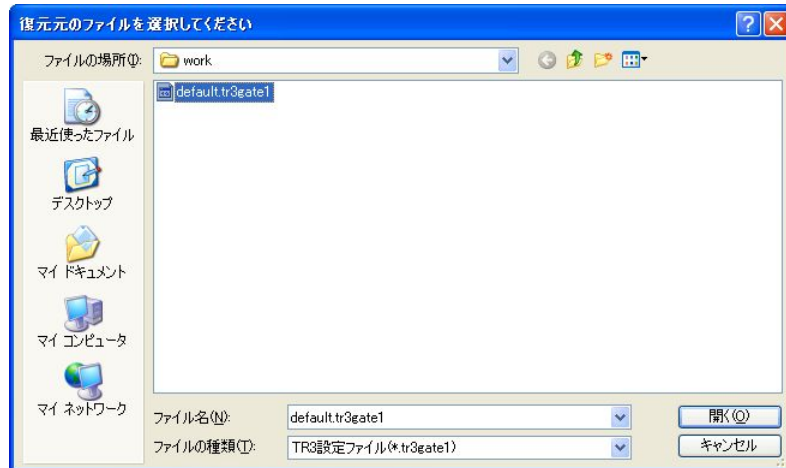 復元元のファイルを選択してください
ファイルの場所(I):
work
default.tr3gate1
最近使ったファイル
デスクトップ
マイ ドキュメント
マイ コンピュータ
マイ ネットワーク
ファイル名(N):
default.tr3gate1
開く(O)
ファイルの種類(T):
TR3設定ファイル(*.tr3gate1)
キャンセル